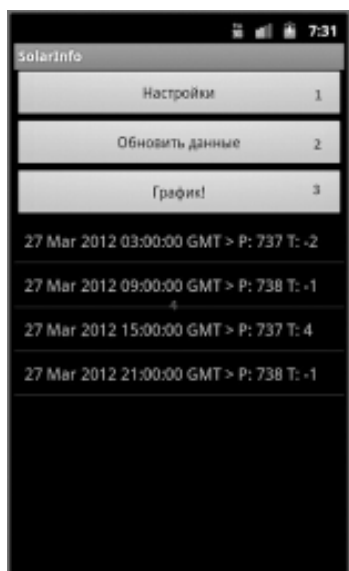 7:31
SolarInfo
Настройки 1
Обновить данные 2
График! 3
27 Mar 2012 03:00:00 GMT > P: 737 T: -2
27 Mar 2012 09:00:00 GMT > P: 738 T: -1
4
27 Mar 2012 15:00:00 GMT > P: 737 T: 4
27 Mar 2012 21:00:00 GMT > P: 738 T: -1